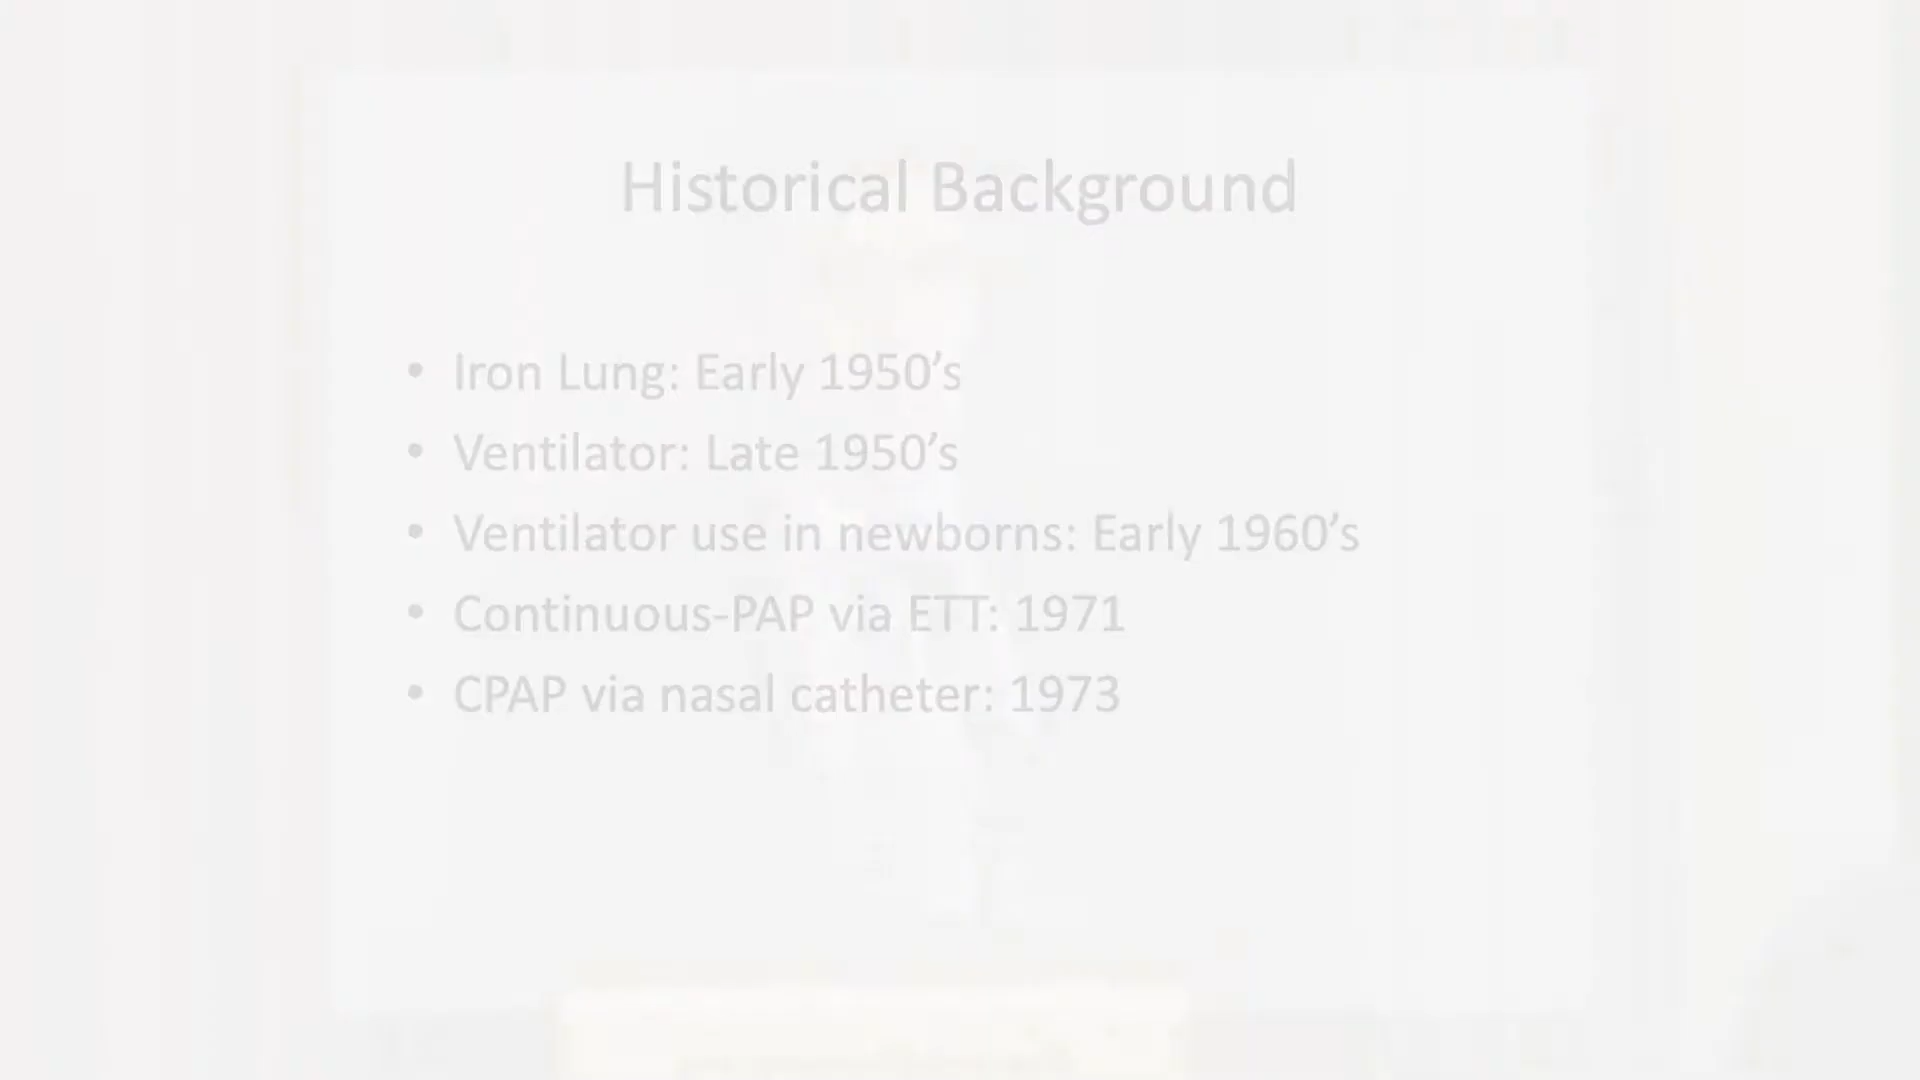 Historical Background
• Iron Lung: Early 1950’s
• Ventilator: Late 1950’s
• Ventilator use in newborns: Early 1960’s
• Continuous-PAP via ETT: 1971
• CPAP via nasal catheter: 1973